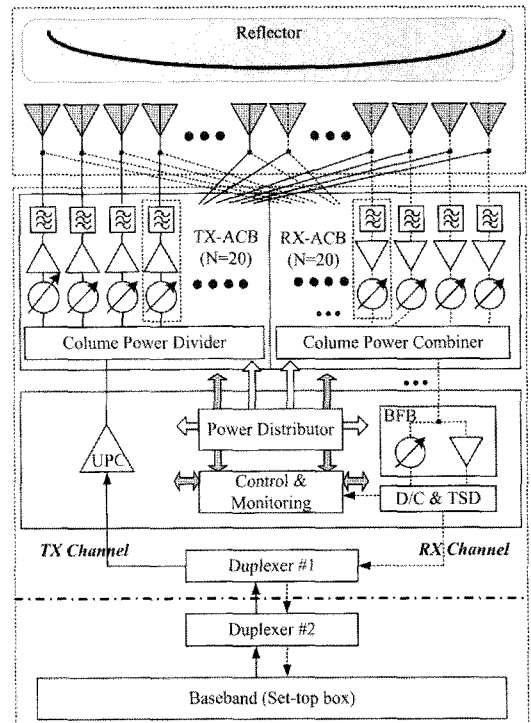 Reflector
TX-ACB
(N=20)
RX-ACB
(N=20)
Colume Power Divider
Colume Power Combiner
UPC
Power Distributor
BFB
Control &
Monitoring
D/C & TSD
TX Channel
RX Channel
Duplexer #1
Duplexer #2
Baseband (Set-top box)